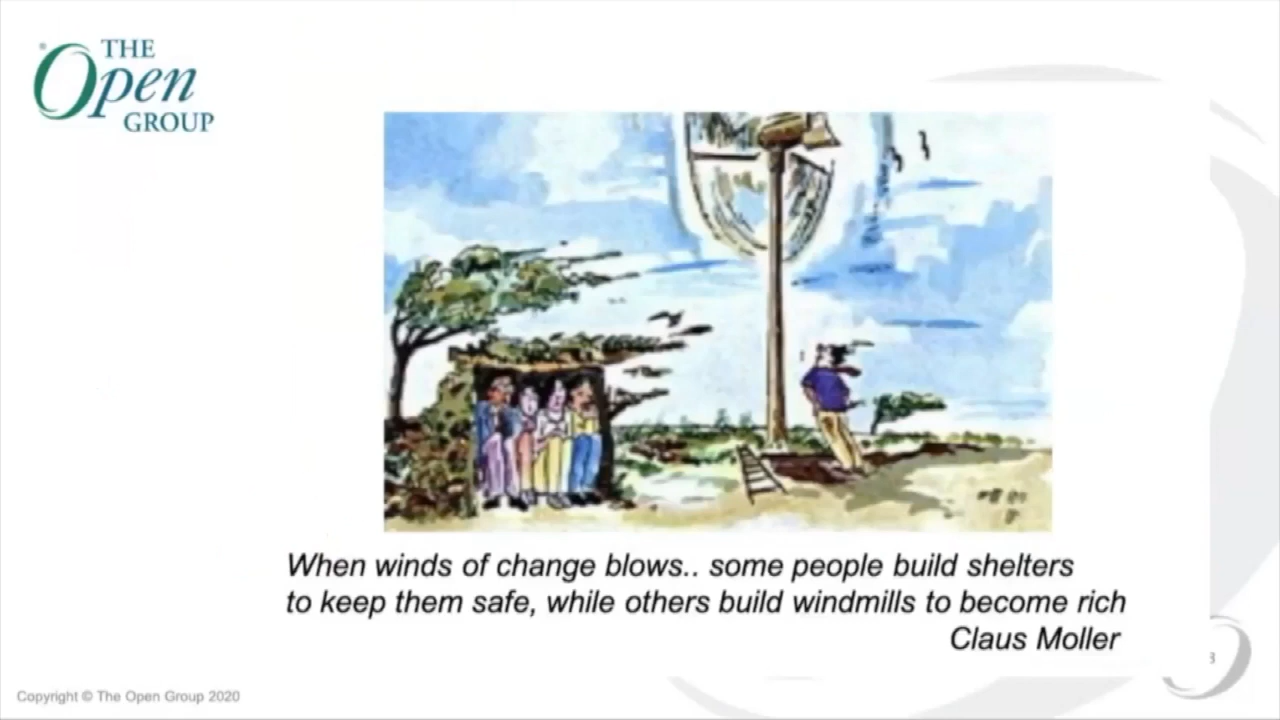 THE
Open
GROUP
When winds of change blows.. some people build shelters
to keep them safe, while others build windmills to become rich
Claus Moller
Copyright © The Open Group 2020